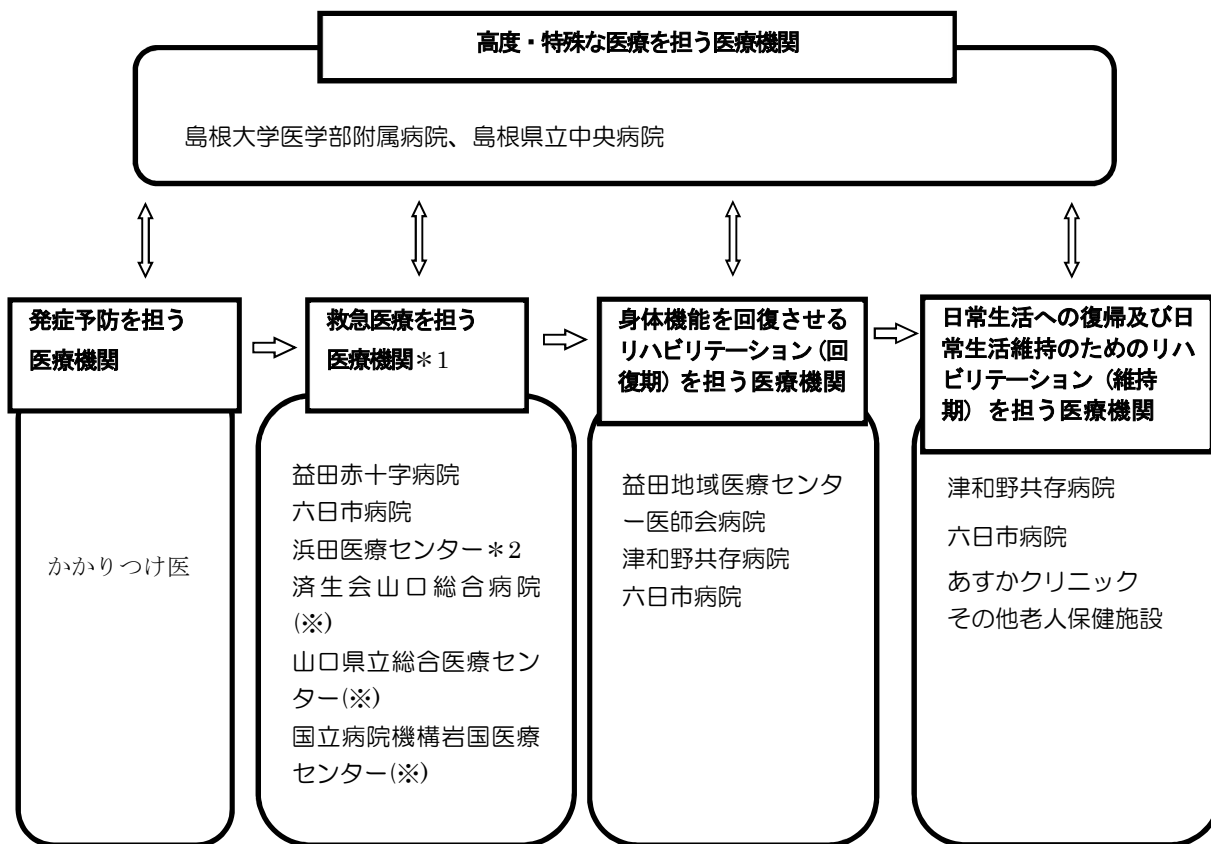 高度・特殊な医療を担う医療機関
島根大学医学部附属病院、島根県立中央病院
発症予防を担う
医療機関
かかりつけ医
救急医療を担う
医療機関＊1
益田赤十字病院
六日市病院
浜田医療センター＊2
済生会山口総合病院
(※)
山口県立総合医療セン
ター(※)
国立病院機構岩国医療
センター(※)
身体機能を回復させる
リハビリテーション（回
復期）を担う医療機関
益田地域医療センタ
ー医師会病院
津和野共存病院
六日市病院
日常生活への復帰及び日
常生活維持のためのリハ
ビリテーション（維持
期）を担う医療機関
津和野共存病院
六日市病院
あすかクリニック
その他老人保健施設